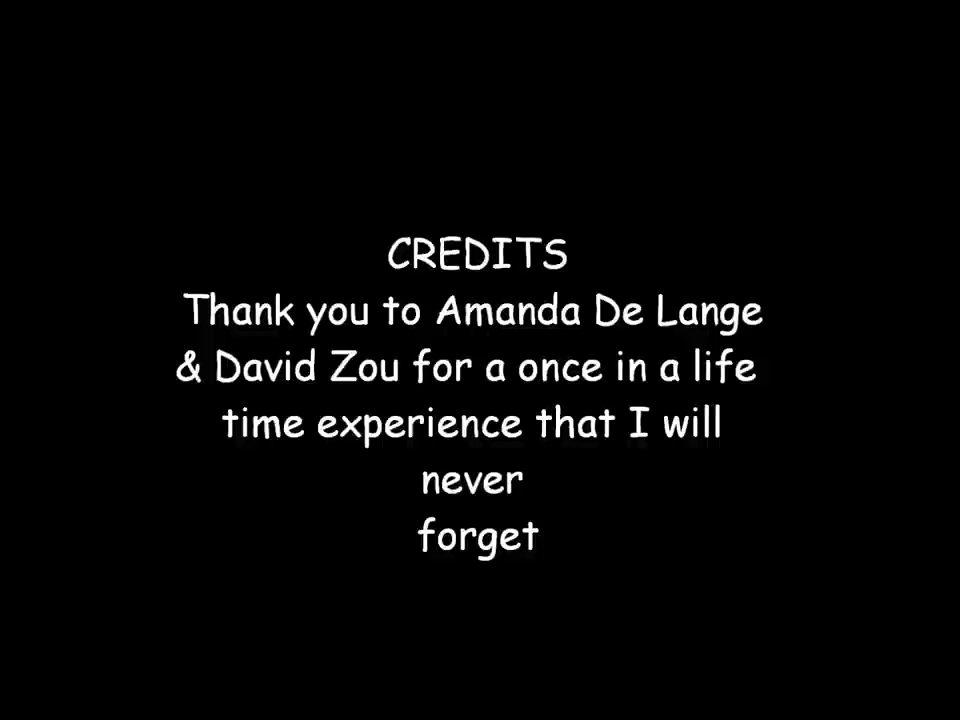 CREDITS
Thank you to Amanda De Lange
& David Zou for a once in a life
time experience that I will
never
forget